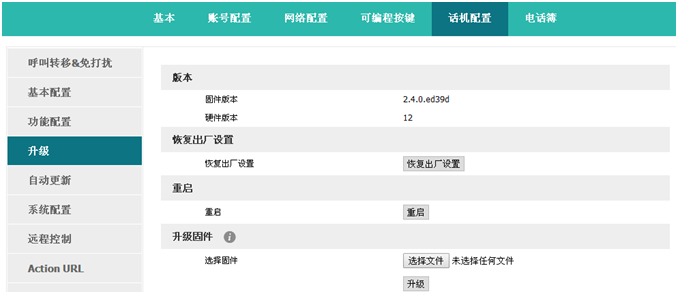 基本 账号配置 网络配置 可编程按键 话机配置 电话簿
呼叫转移&免打扰
基本配置
功能配置
升级
自动更新
系统配置
远程控制
Action URL
版本
固件版本 2.4.0.ed39d
硬件版本 12
恢复出厂设置
恢复出厂设置 恢复出厂设置
重启
重启 重启
升级固件 i
选择固件 选择文件 未选择任何文件
升级